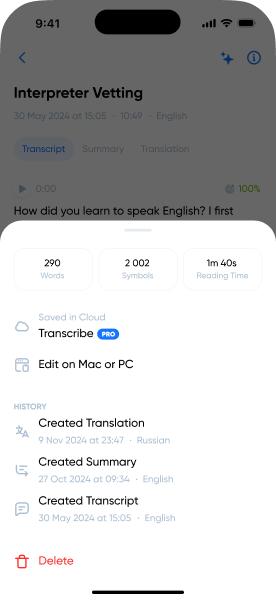 9:41
Interpreter Vetting
30 May 2024 at 15:05 · 10:49 · English
Transcript Summary Translation
0:00 100%
How did you learn to speak English? I first
290 2 002 1m 40s
Words Symbols Reading Time
Saved in Cloud
Transcribe PRO
Edit on Mac or PC
HISTORY
Created Translation
9 Nov 2024 at 23:47 · Russian
Created Summary
27 Oct 2024 at 09:34 · English
Created Transcript
30 May 2024 at 15:05 · English
Delete